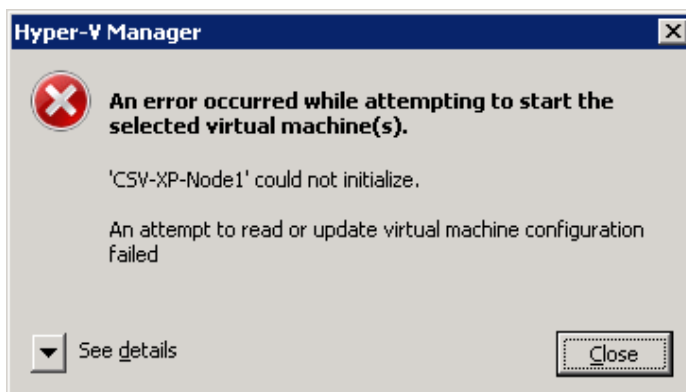 Hyper-V Manager
An error occurred while attempting to start the
selected virtual machine(s).
'CSV-XP-Node1' could not initialize.
An attempt to read or update virtual machine configuration
failed
See details
Close